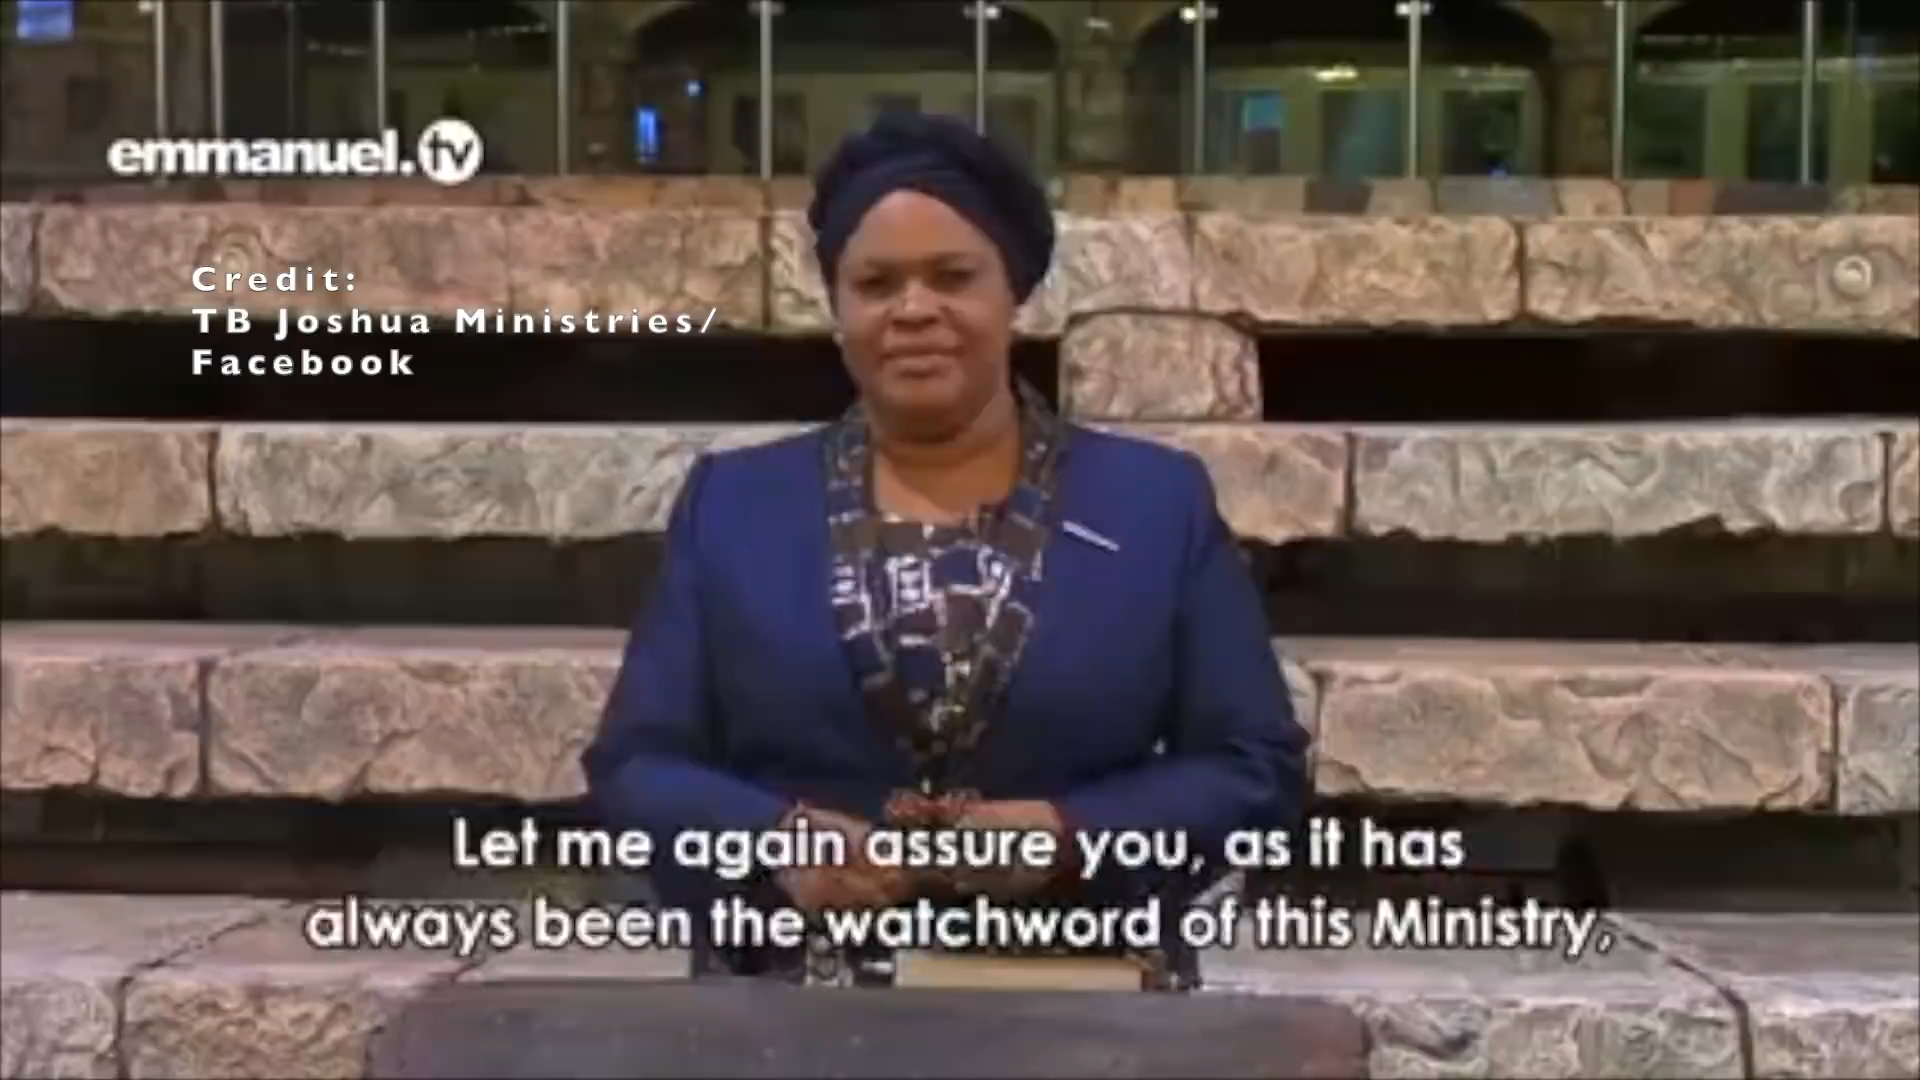 emmanuel.tv
Credit:
TB Joshua Ministries/
Facebook
Let me again assure you, as it has
always been the watchword of this Ministry,